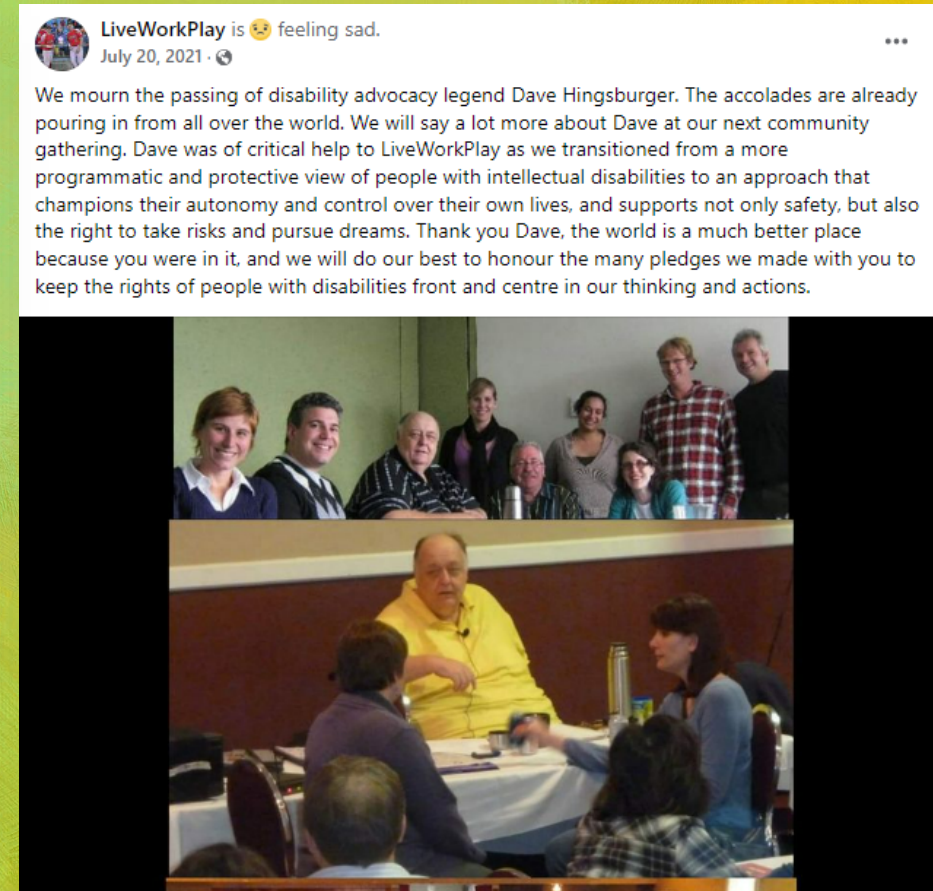 LiveWorkPlay is 😟 feeling sad.
July 20, 2021 ·
We mourn the passing of disability advocacy legend Dave Hingsburger. The accolades are already
pouring in from all over the world. We will say a lot more about Dave at our next community
gathering. Dave was of critical help to LiveWorkPlay as we transitioned from a more
programmatic and protective view of people with intellectual disabilities to an approach that
champions their autonomy and control over their own lives, and supports not only safety, but also
the right to take risks and pursue dreams. Thank you Dave, the world is a much better place
because you were in it, and we will do our best to honour the many pledges we made with you to
keep the rights of people with disabilities front and centre in our thinking and actions.